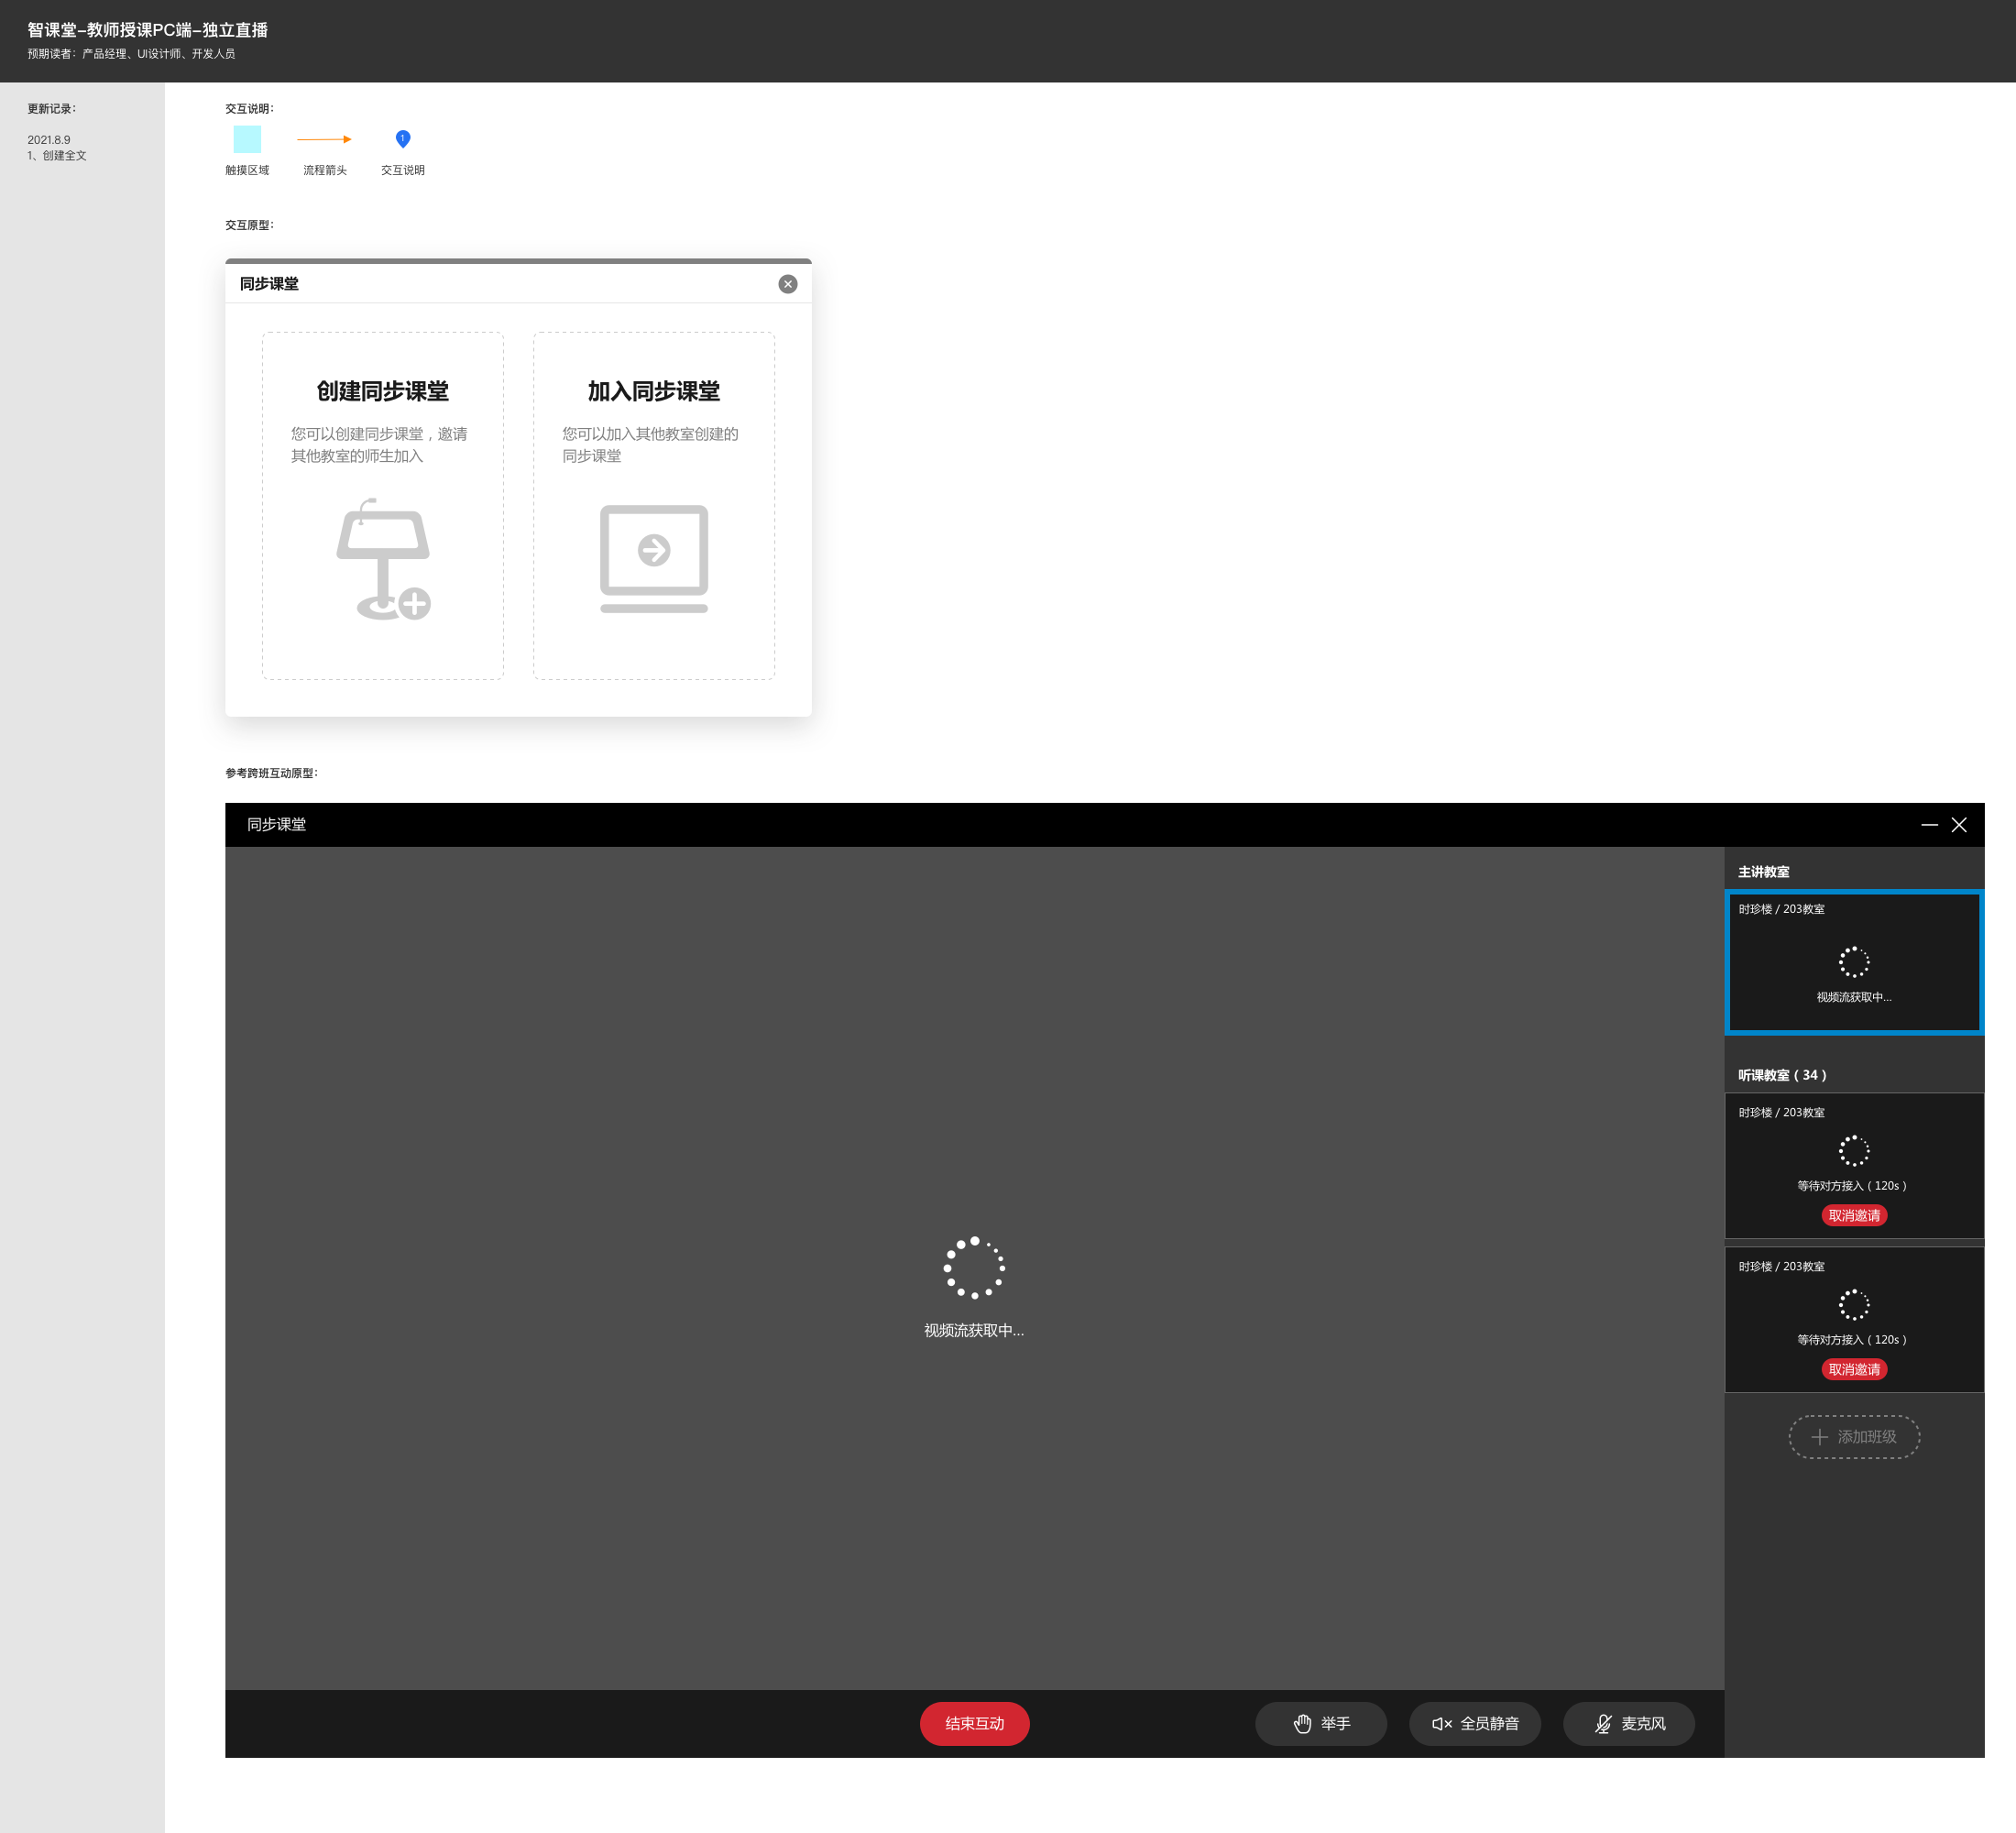 智课堂-教师授课PC端-独立直播
预期读者：产品经理、UI设计师、开发人员
更新记录：
2021.8.9
1、创建全文
交互说明：
1
触摸区域
流程箭头
交互说明
交互原型：
同步课堂
创建同步课堂
您可以创建同步课堂，邀请
其他教室的师生加入
加入同步课堂
您可以加入其他教室创建的
同步课堂
参考跨班互动原型：
同步课堂
视频流获取中...
主讲教室
时珍楼 / 203教室
视频流获取中...
听课教室（34）
时珍楼 / 203教室
等待对方接入（120s）
取消邀请
时珍楼 / 203教室
等待对方接入（120s）
取消邀请
添加班级
结束互动
举手
全员静音
麦克风